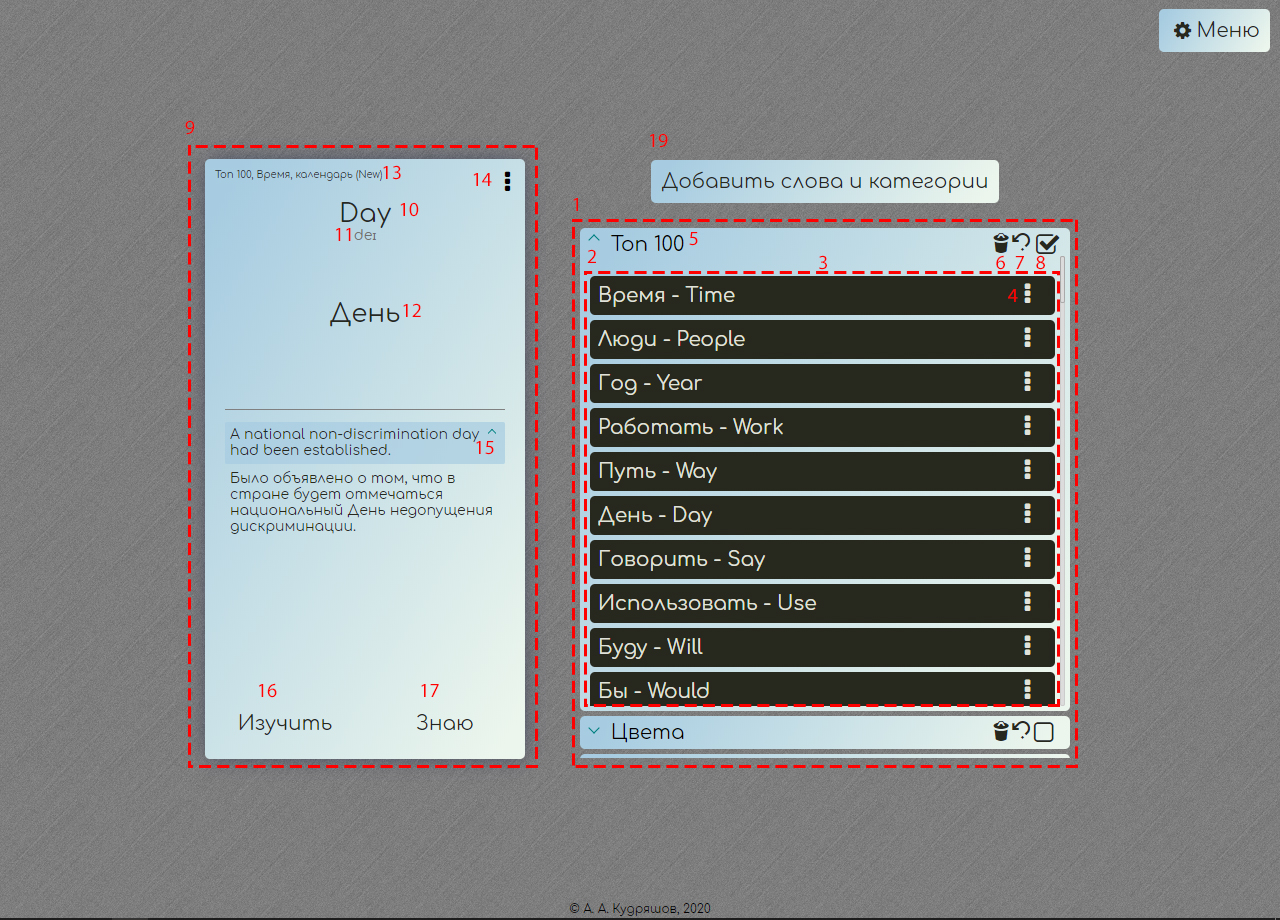 Меню
9
Топ 100, Время, календарь (New) 13
14
Day 10
11 deɪ
День 12
A national non-discrimination day
had been established. 15
Было объявлено о том, что в
стране будет отмечаться
национальный День недопущения
дискриминации.
16 17
Изучить Знаю
19
Добавить слова и категории
1
Топ 100 5
2 3 6 7 8
Время - Time 4
Люди - People
Год - Year
Работать - Work
Путь - Way
День - Day
Говорить - Say
Использовать - Use
Буду - Will
Бы - Would
Цвета
© А. А. Кудряшов, 2020